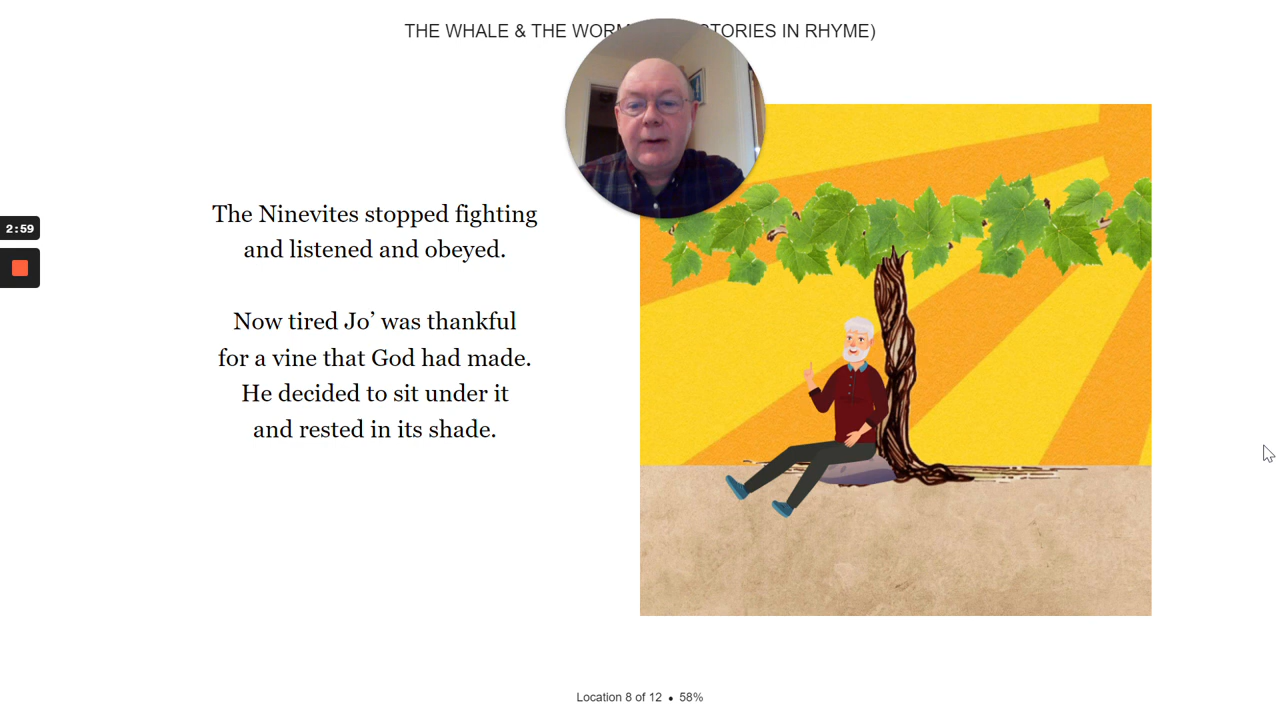 THE WHALE & THE WORM STORIES IN RHYME)
2:59
The Ninevites stopped fighting
and listened and obeyed.
Now tired Jo’ was thankful
for a vine that God had made.
He decided to sit under it
and rested in its shade.
Location 8 of 12 • 58%